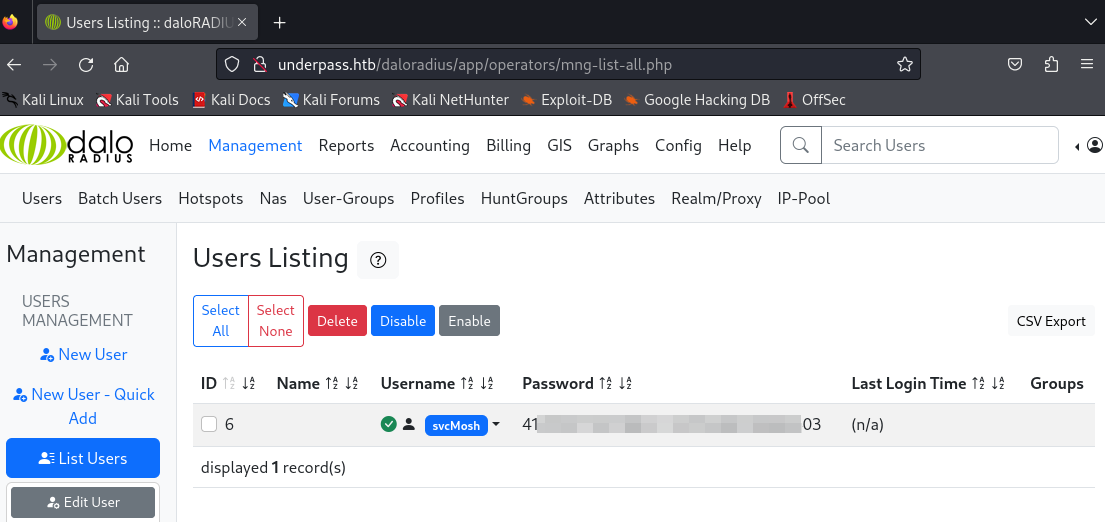 Users Listing :: daloRADIU
underpass.htb/daloradius/app/operators/mng-list-all.php
Kali Linux Kali Tools Kali Docs Kali Forums Kali NetHunter Exploit-DB Google Hacking DB OffSec
dalo RADIUS Home Management Reports Accounting Billing GIS Graphs Config Help Search Users
Users Batch Users Hotspots Nas User-Groups Profiles HuntGroups Attributes Realm/Proxy IP-Pool
Management
USERS
MANAGEMENT
New User
New User - Quick
Add
List Users
Edit User
Users Listing
Select
All
Select
None
Delete
Disable
Enable
CSV Export
ID Name Username Password Last Login Time Groups
6 svcMosh 41 03 (n/a)
displayed 1 record(s)